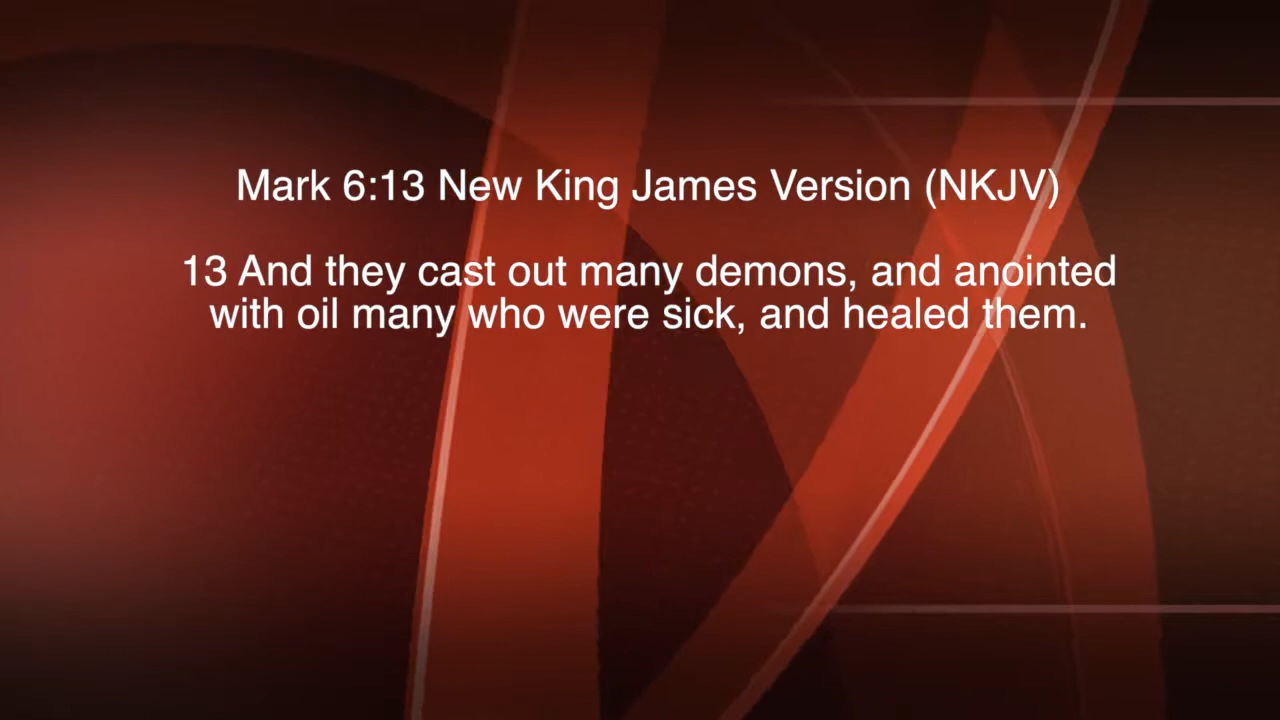 Mark 6:13 New King James Version (NKJV)
13 And they cast out many demons, and anointed
with oil many who were sick, and healed them.